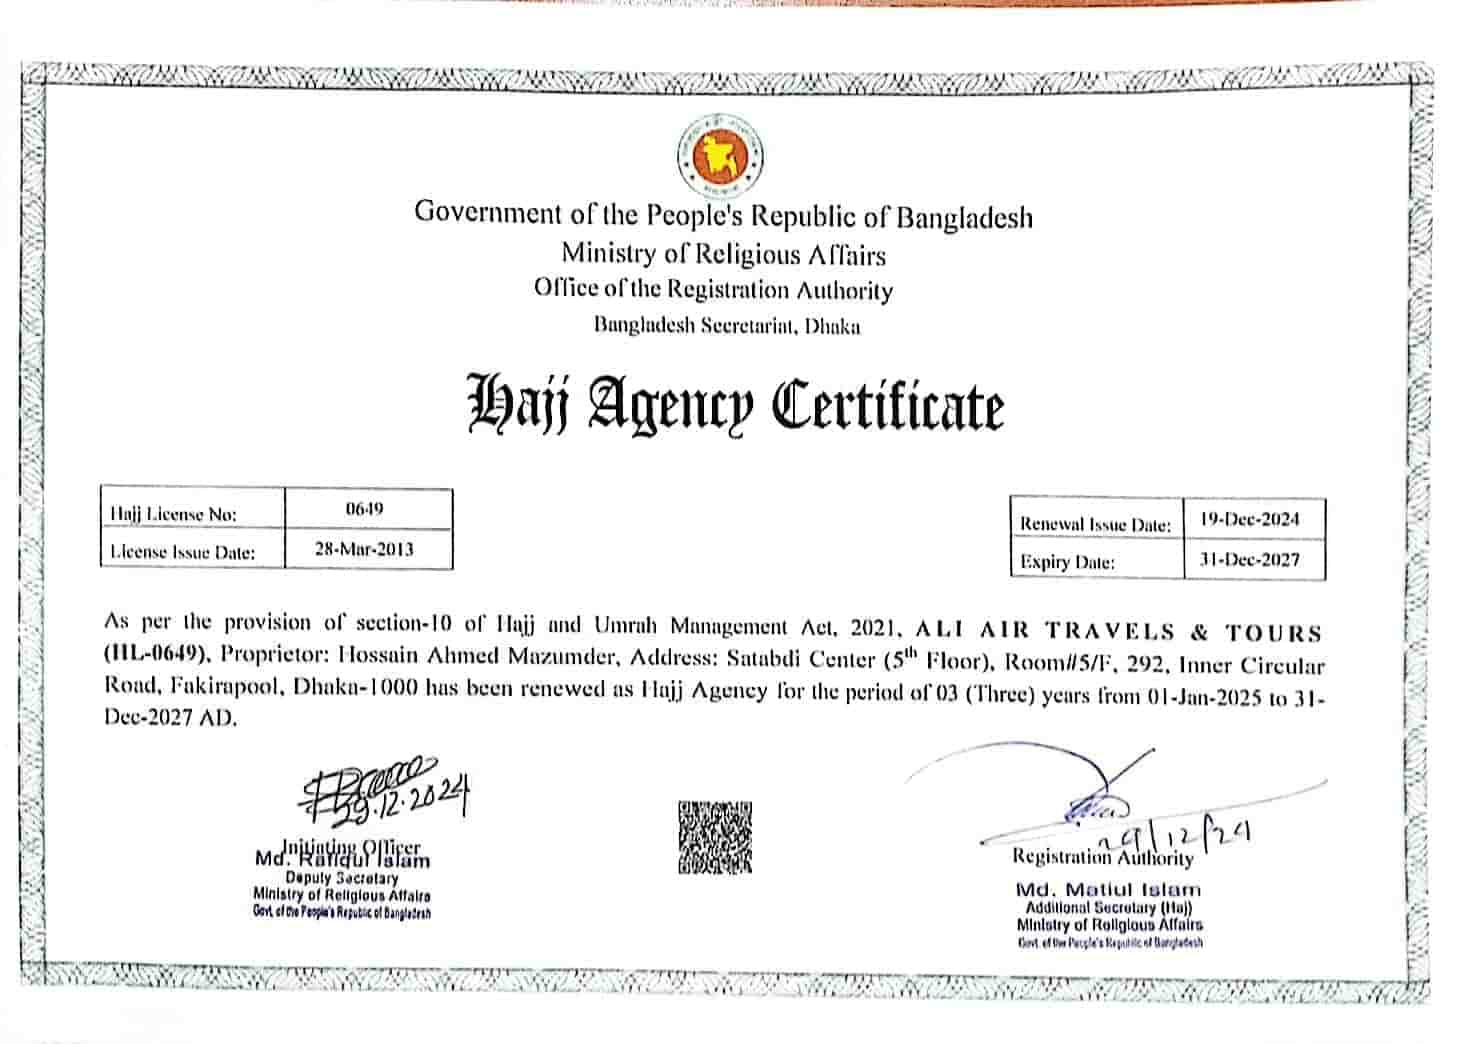 Government of the People's Republic of Bangladesh
Ministry of Religious Affairs
Office of the Registration Authority
Bangladesh Secretariat, Dhaka
Hajj Agency Certificate
Hajj License No: 0649
License Issue Date: 28-Mar-2013
Renewal Issue Date: 19-Dec-2024
Expiry Date: 31-Dec-2027
As per the provision of section-10 of Hajj and Umrah Management Act, 2021, ALI AIR TRAVELS & TOURS
(HL-0649), Proprietor: Hossain Ahmed Mazumder, Address: Satabdi Center (5th Floor), Room#5/F, 292, Inner Circular
Road, Fakirapool, Dhaka-1000 has been renewed as Hajj Agency for the period of 03 (Three) years from 01-Jan-2025 to 31-
Dec-2027 AD.
29.12.2024
Initiating Officer
Md. Rafiqul Islam
Deputy Secretary
Ministry of Religious Affairs
Govt. of the People's Republic of Bangladesh
29/12/24
Registration Authority
Md. Matiul Islam
Additional Secretary (Hajj)
Ministry of Religious Affairs
Govt. of the People's Republic of Bangladesh